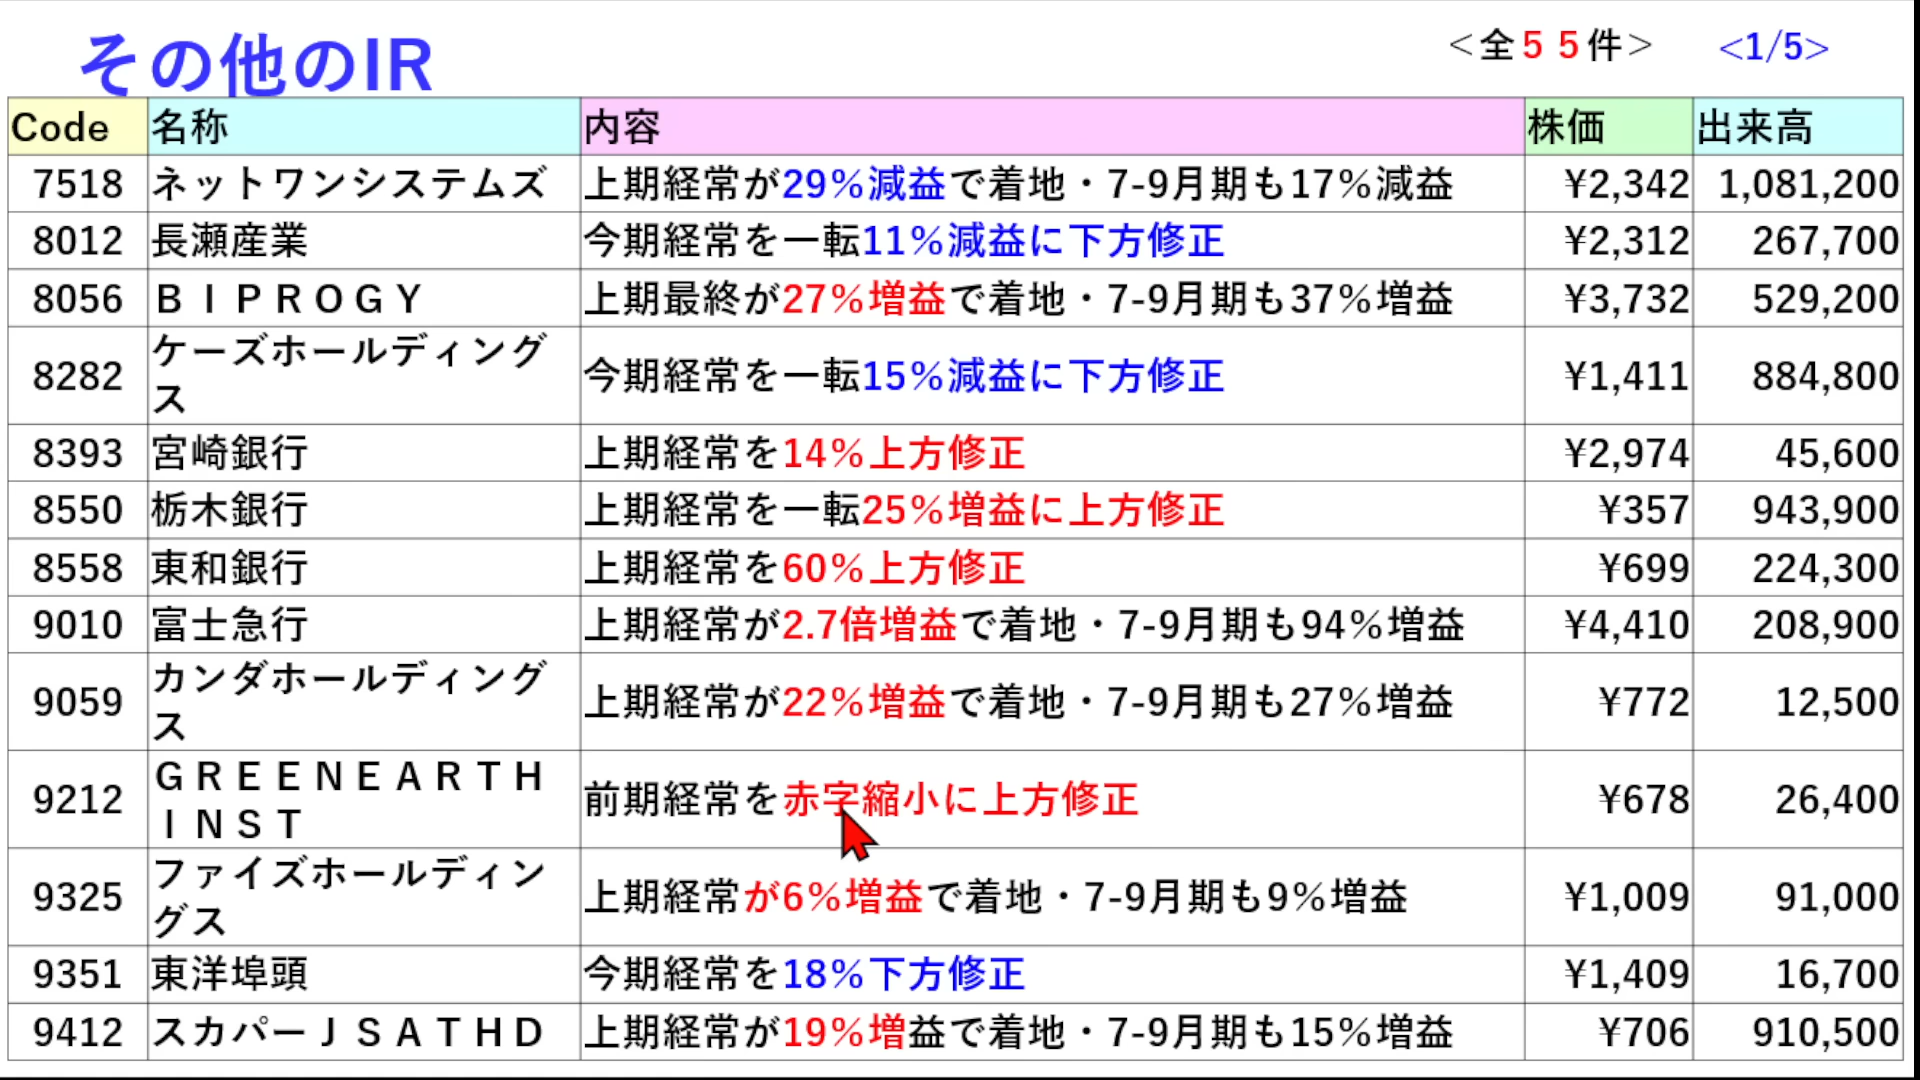 その他のIR
＜全５５件＞ <1/5>
Code 名称 内容 株価 出来高
7518 ネットワンシステムズ 上期経常が29％減益で着地・7-9月期も17％減益 ¥2,342 1,081,200
8012 長瀬産業 今期経常を一転11％減益に下方修正 ¥2,312 267,700
8056 ＢＩＰＲＯＧＹ 上期最終が27％増益で着地・7-9月期も37％増益 ¥3,732 529,200
8282 ケーズホールディング
ス 今期経常を一転15％減益に下方修正 ¥1,411 884,800
8393 宮崎銀行 上期経常を14％上方修正 ¥2,974 45,600
8550 栃木銀行 上期経常を一転25％増益に上方修正 ¥357 943,900
8558 東和銀行 上期経常を60％上方修正 ¥699 224,300
9010 富士急行 上期経常が2.7倍増益で着地・7-9月期も94％増益 ¥4,410 208,900
9059 カンダホールディング
ス 上期経常が22％増益で着地・7-9月期も27％増益 ¥772 12,500
9212 ＧＲＥＥＮＥＡＲＴＨ
ＩＮＳＴ 前期経常を赤字縮小に上方修正 ¥678 26,400
9325 ファイズホールディン
グス 上期経常が6％増益で着地・7-9月期も9％増益 ¥1,009 91,000
9351 東洋埠頭 今期経常を18％下方修正 ¥1,409 16,700
9412 スカパーＪＳＡＴＨＤ 上期経常が19％増益で着地・7-9月期も15％増益 ¥706 910,500